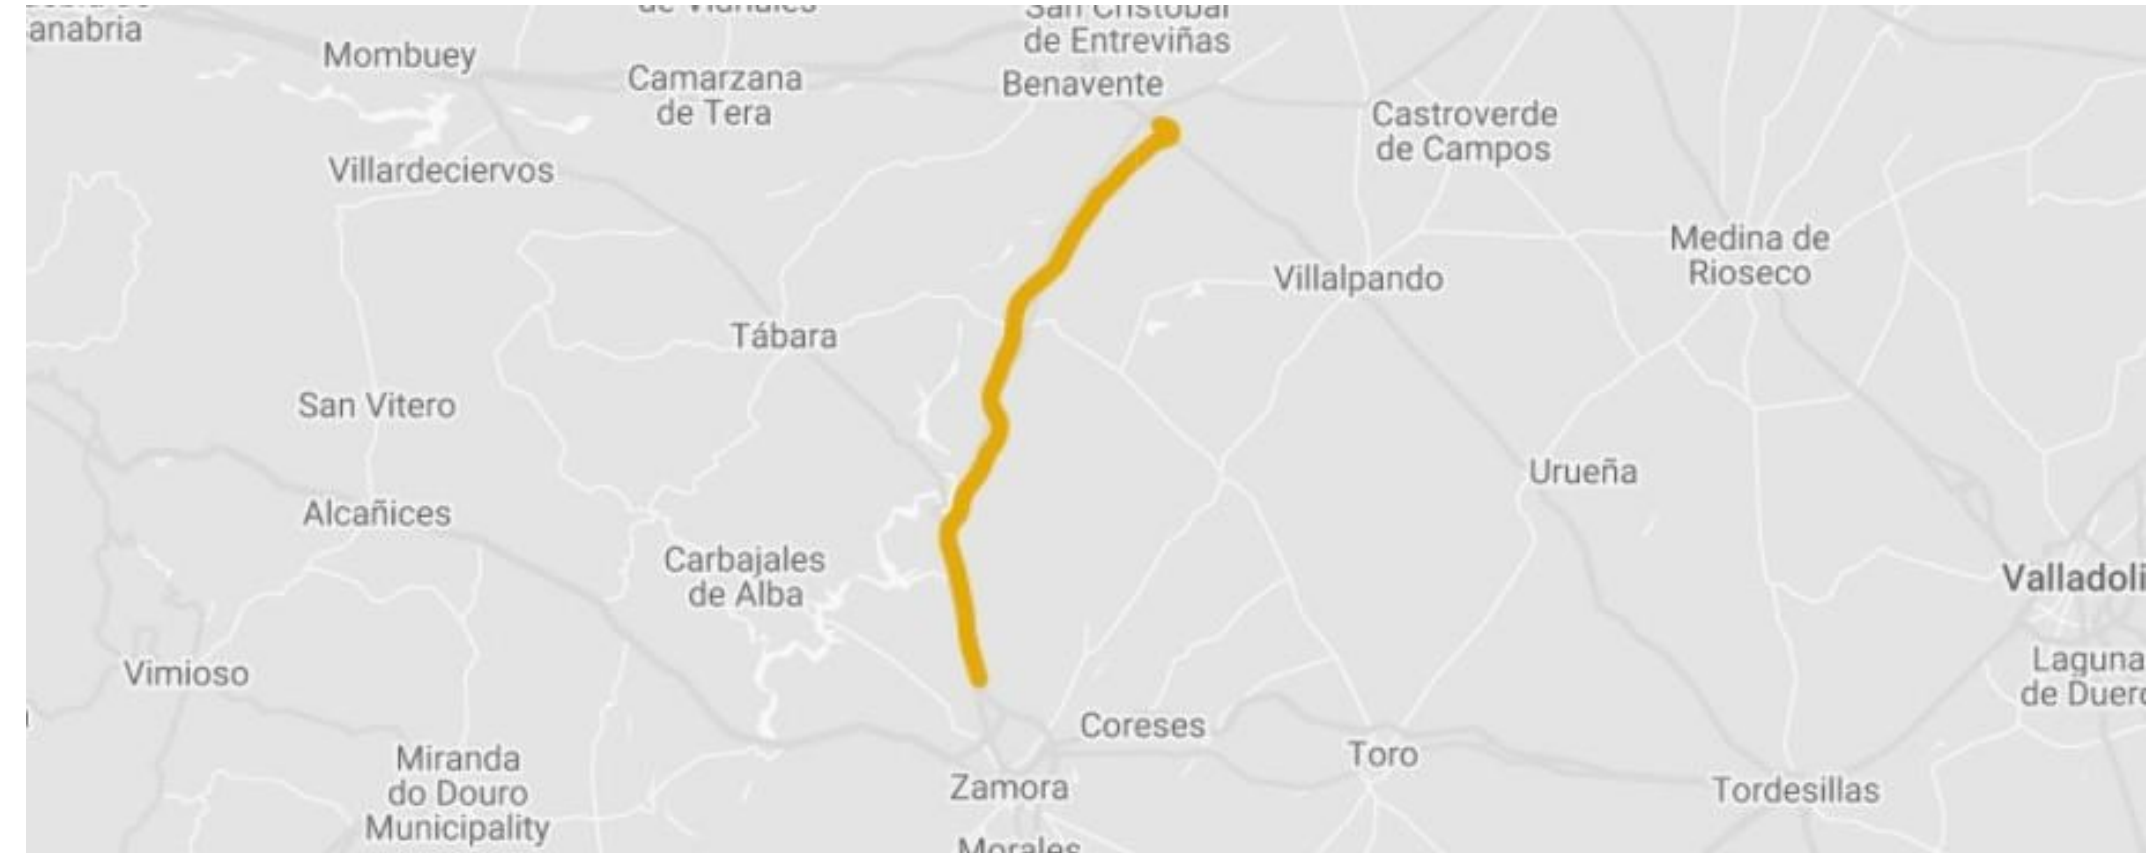 anabria
Mombuey
San Cristóbal
de Entreviñas
Camarzana
de Tera
Benavente
Castroverde
de Campos
Villardeciervos
Medina de
Rioseco
Villalpando
Tábara
San Vitero
Urueña
Alcañices
Carbajales
de Alba
Valladoli
Vimioso
Laguna
de Duero
Coreses
Toro
Miranda
do Douro
Municipality
Zamora
Tordesillas
Morales